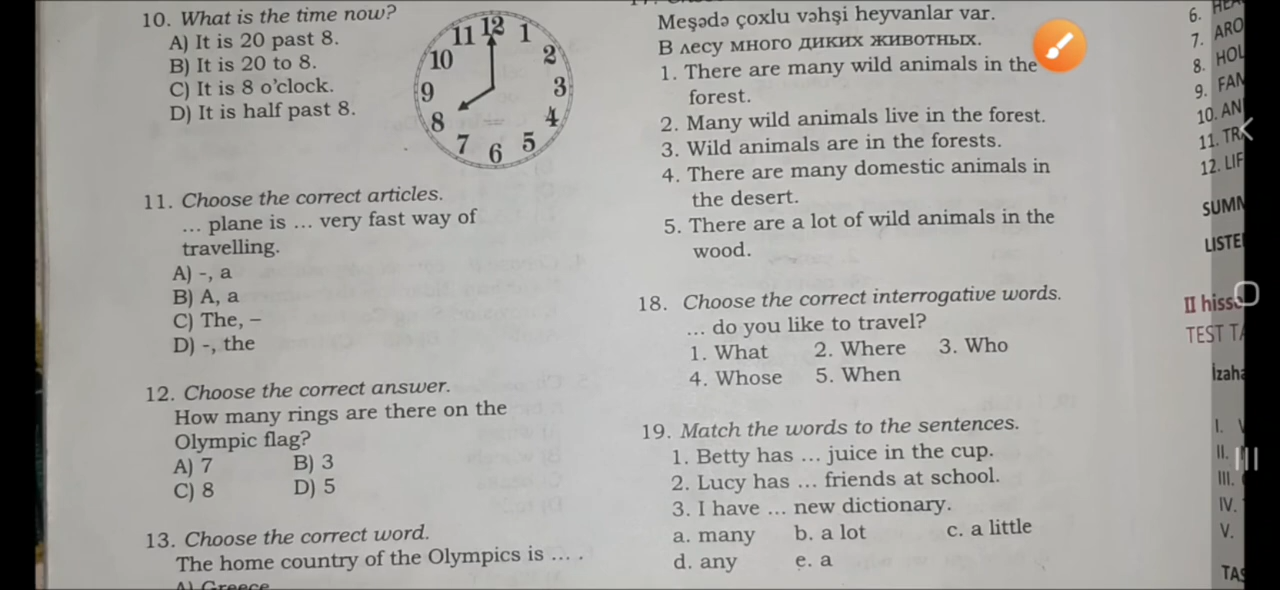 10. What is the time now?
A) It is 20 past 8.
B) It is 20 to 8.
C) It is 8 o'clock.
D) It is half past 8.
12
1
2
3
4
5
6
7
8
9
10
11
11. Choose the correct articles.
... plane is ... very fast way of
travelling.
A) -, a
B) A, a
C) The, –
D) -, the
12. Choose the correct answer.
How many rings are there on the
Olympic flag?
A) 7 B) 3
C) 8 D) 5
13. Choose the correct word.
The home country of the Olympics is ... .
A) Greece
Meşədə çoxlu vəhşi heyvanlar var.
В лесу много диких животных.
1. There are many wild animals in the
forest.
2. Many wild animals live in the forest.
3. Wild animals are in the forests.
4. There are many domestic animals in
the desert.
5. There are a lot of wild animals in the
wood.
18. Choose the correct interrogative words.
... do you like to travel?
1. What 2. Where 3. Who
4. Whose 5. When
19. Match the words to the sentences.
1. Betty has ... juice in the cup.
2. Lucy has ... friends at school.
3. I have ... new dictionary.
a. many b. a lot c. a little
d. any e. a
6.
7. ARO
8. HOU
9. FAN
10. AN
11. TRA
12. LIF
SUMM
LISTE
II hissə
TEST TA
İzaha
I.
II.
III.
IV.
V.
TAS